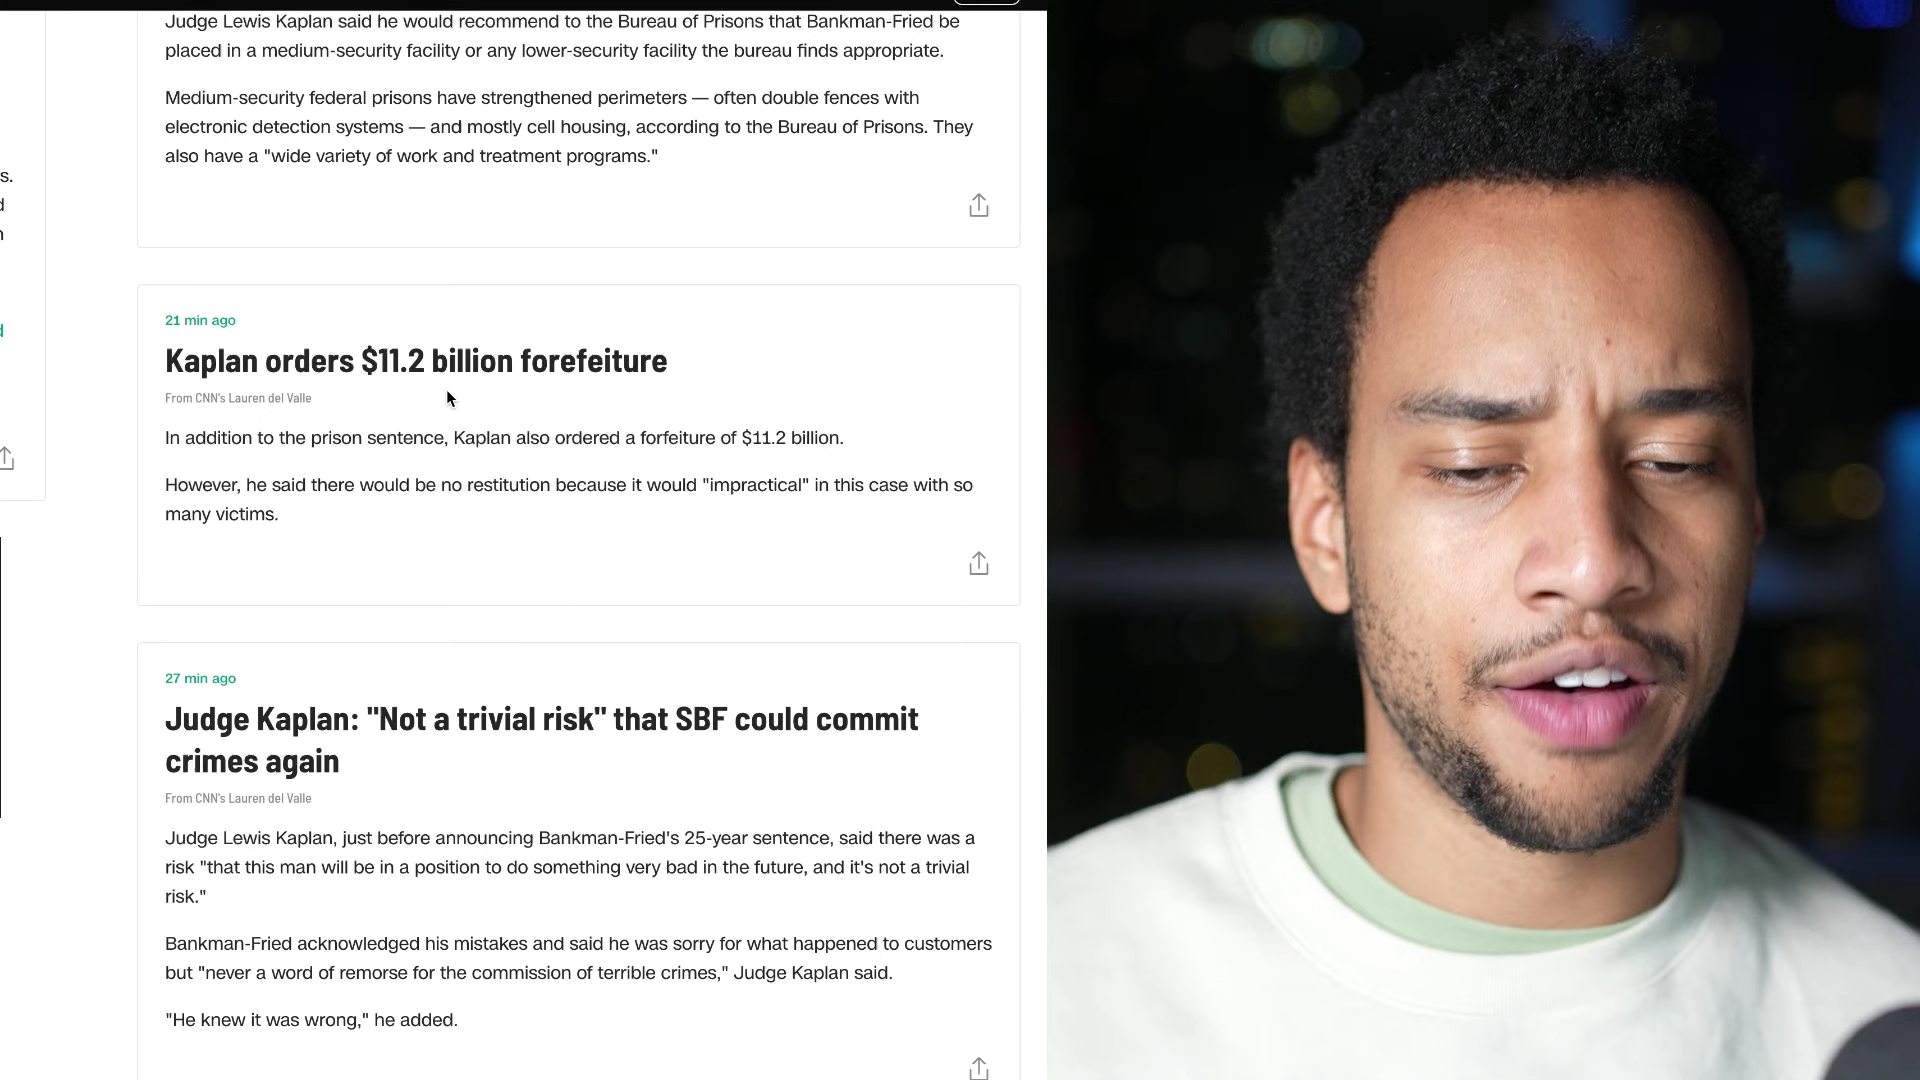 Judge Lewis Kaplan said he would recommend to the Bureau of Prisons that Bankman-Fried be
placed in a medium-security facility or any lower-security facility the bureau finds appropriate.
Medium-security federal prisons have strengthened perimeters — often double fences with
electronic detection systems — and mostly cell housing, according to the Bureau of Prisons. They
also have a "wide variety of work and treatment programs."
s.
d
n
d
21 min ago
Kaplan orders $11.2 billion forefeiture
From CNN's Lauren del Valle
In addition to the prison sentence, Kaplan also ordered a forfeiture of $11.2 billion.
However, he said there would be no restitution because it would "impractical" in this case with so
many victims.
27 min ago
Judge Kaplan: "Not a trivial risk" that SBF could commit
crimes again
From CNN's Lauren del Valle
Judge Lewis Kaplan, just before announcing Bankman-Fried's 25-year sentence, said there was a
risk "that this man will be in a position to do something very bad in the future, and it's not a trivial
risk."
Bankman-Fried acknowledged his mistakes and said he was sorry for what happened to customers
but "never a word of remorse for the commission of terrible crimes," Judge Kaplan said.
"He knew it was wrong," he added.